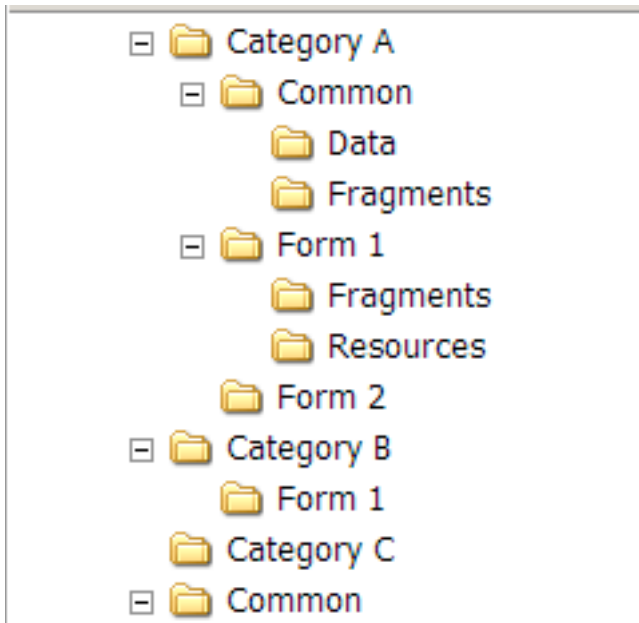 Category A
Common
Data
Fragments
Form 1
Fragments
Resources
Form 2
Category B
Form 1
Category C
Common